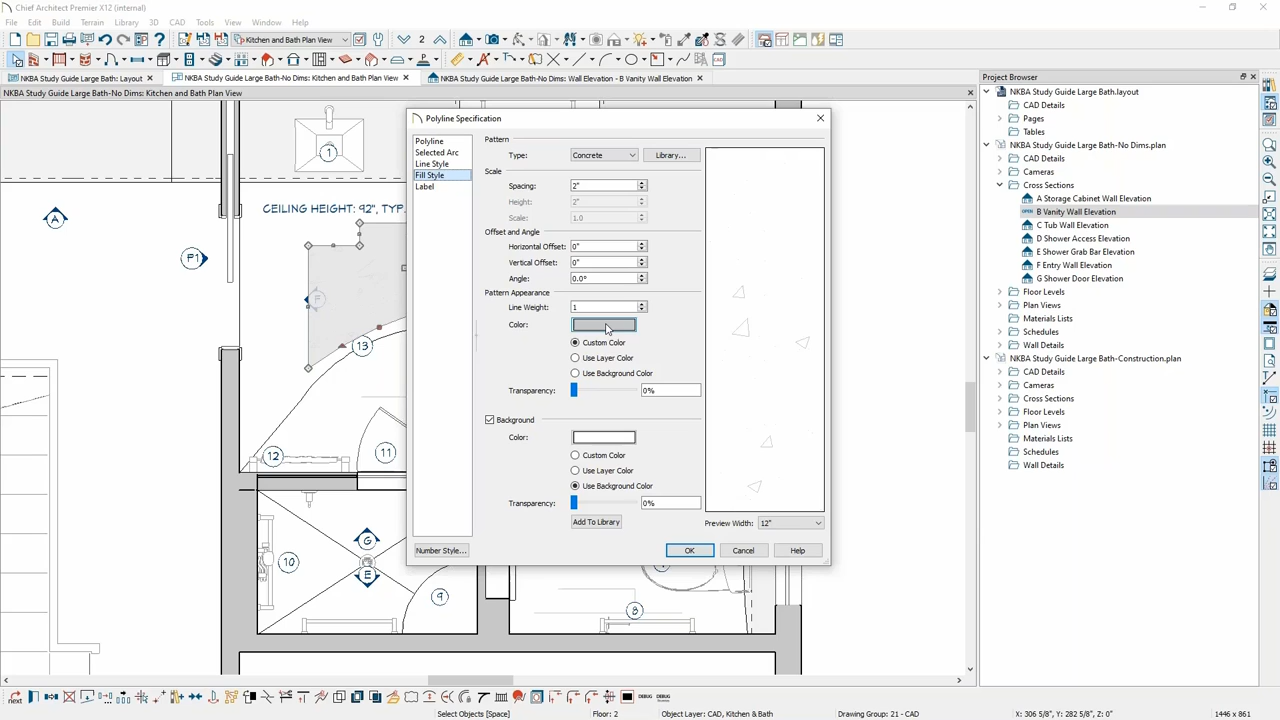 Chief Architect Premier X12 (internal)
File Edit Build Terrain Library 3D CAD Tools View Window Help
Kitchen and Bath Plan View 2
NKBA Study Guide Large Bath: Layout
NKBA Study Guide Large Bath-No Dims: Kitchen and Bath Plan View
NKBA Study Guide Large Bath-No Dims: Wall Elevation - B Vanity Wall Elevation
NKBA Study Guide Large Bath-No Dims: Kitchen and Bath Plan View
CEILING HEIGHT: 92", TYP.
1
A
P1
F
13
12
11
10
G
E
9
8
Polyline Specification
Polyline
Selected Arc
Line Style
Fill Style
Label
Pattern
Type: Concrete Library...
Scale
Spacing: 2"
Height: 2"
Scale: 1.0
Offset and Angle
Horizontal Offset: 0"
Vertical Offset: 0"
Angle: 0.0°
Pattern Appearance
Line Weight: 1
Color:
Custom Color
Use Layer Color
Use Background Color
Transparency: 0%
Background
Color:
Custom Color
Use Layer Color
Use Background Color
Transparency: 0%
Add To Library
Preview Width: 12"
Number Style... OK Cancel Help
Project Browser
NKBA Study Guide Large Bath.layout
CAD Details
Pages
Tables
NKBA Study Guide Large Bath-No Dims.plan
CAD Details
Cameras
Cross Sections
A Storage Cabinet Wall Elevation
OPEN B Vanity Wall Elevation
C Tub Wall Elevation
D Shower Access Elevation
E Shower Grab Bar Elevation
F Entry Wall Elevation
G Shower Door Elevation
Floor Levels
Plan Views
Materials Lists
Schedules
Wall Details
NKBA Study Guide Large Bath-Construction.plan
CAD Details
Cameras
Cross Sections
Floor Levels
Plan Views
Materials Lists
Schedules
Wall Details
next DEBUG DEBUG
Select Objects [Space] Floor: 2 Object Layer: CAD, Kitchen & Bath Drawing Group: 21 - CAD X: 306 5/8", Y: 282 5/8", Z: 0" 1446 x 861